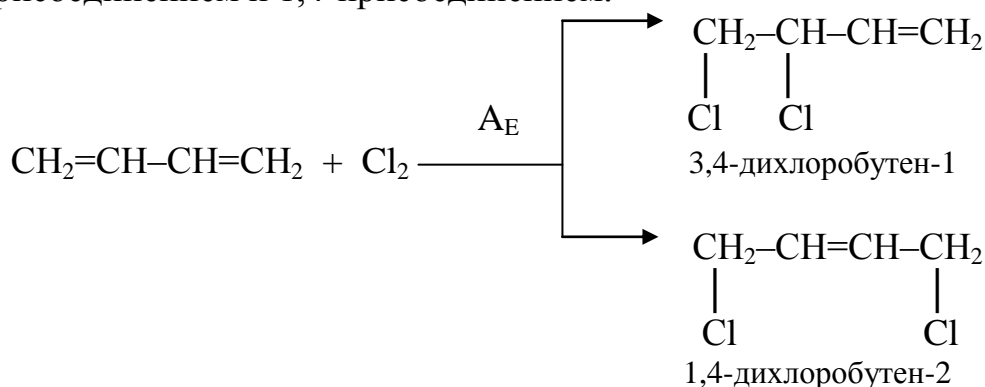 присоединением и 1,4-присоединением.
CH₂–CH–CH=CH₂
Cl Cl
3,4-дихлоробутен-1
CH₂=CH–CH=CH₂ + Cl₂ A_E
CH₂–CH=CH–CH₂
Cl Cl
1,4-дихлоробутен-2